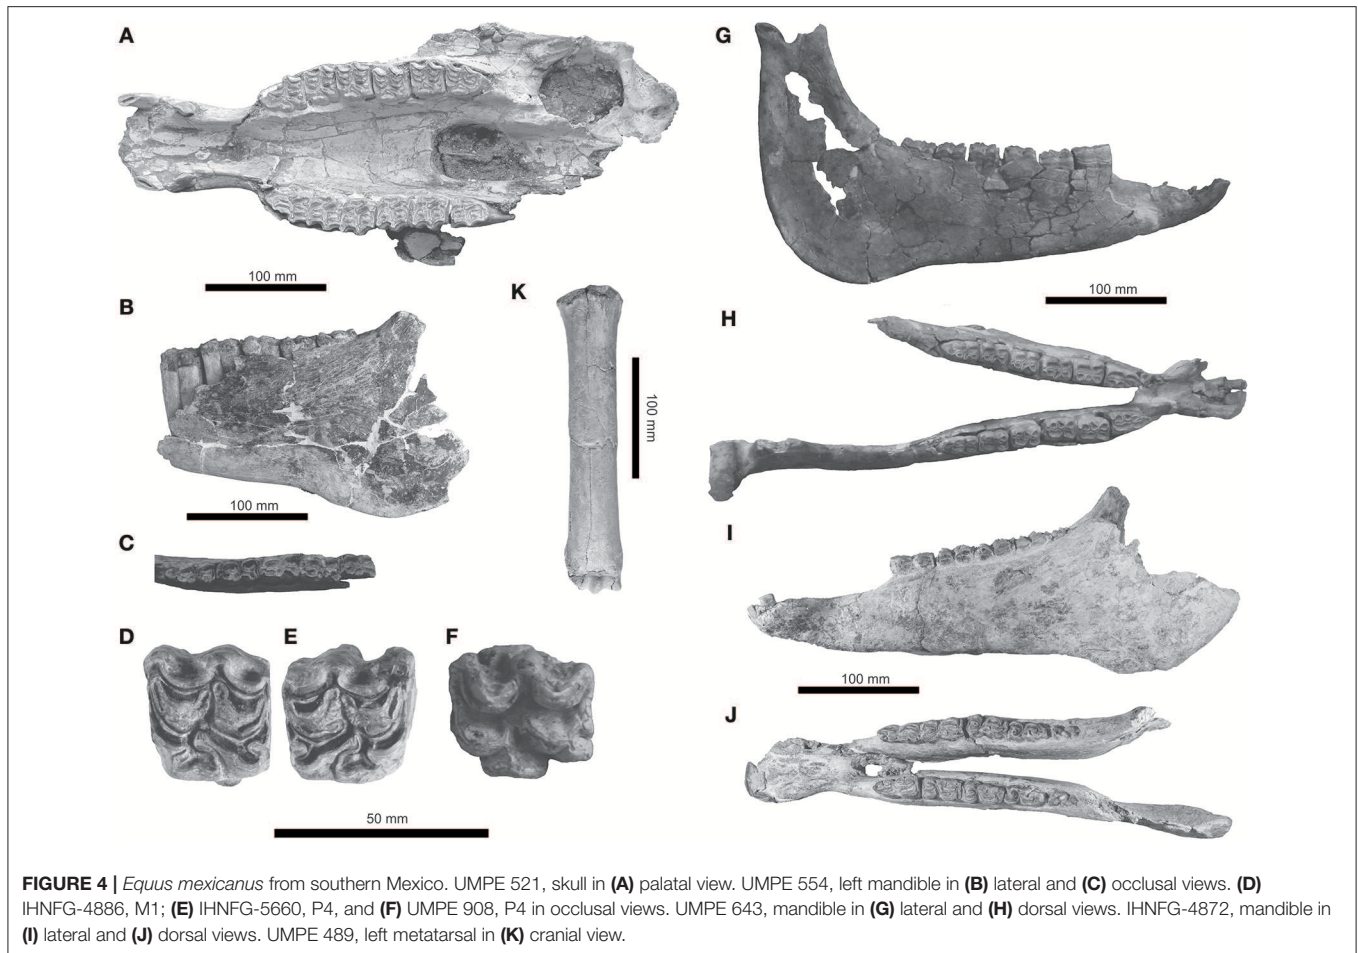 A
G
100 mm
K
100 mm
B
H
100 mm
100 mm
C
I
D
E
F
100 mm
J
50 mm
FIGURE 4 | Equus mexicanus from southern Mexico. UMPE 521, skull in (A) palatal view. UMPE 554, left mandible in (B) lateral and (C) occlusal views. (D)
IHNFG-4886, M1; (E) IHNFG-5660, P4, and (F) UMPE 908, P4 in occlusal views. UMPE 643, mandible in (G) lateral and (H) dorsal views. IHNFG-4872, mandible in
(I) lateral and (J) dorsal views. UMPE 489, left metatarsal in (K) cranial view.